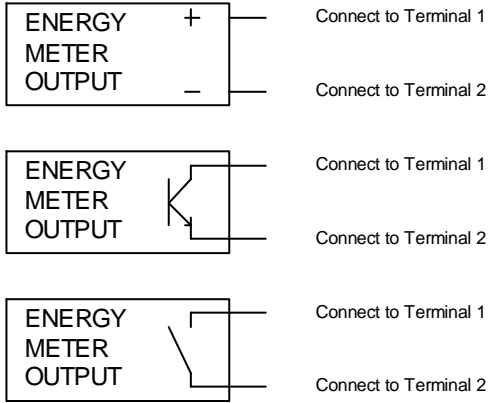 ENERGY
METER
OUTPUT
+
–
Connect to Terminal 1
Connect to Terminal 2
ENERGY
METER
OUTPUT
Connect to Terminal 1
Connect to Terminal 2
ENERGY
METER
OUTPUT
Connect to Terminal 1
Connect to Terminal 2